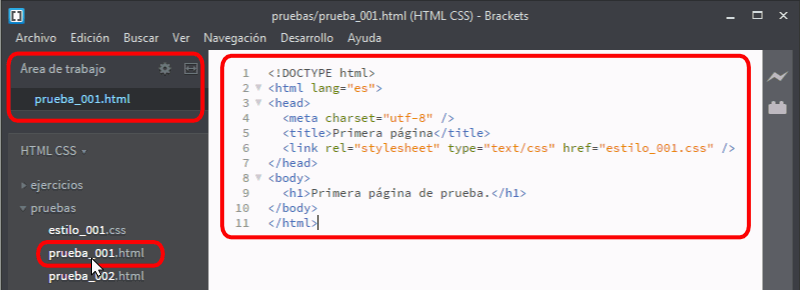 pruebas/prueba_001.html (HTML CSS) - Brackets
Archivo Edición Buscar Ver Navegación Desarrollo Ayuda
Área de trabajo
prueba_001.html
HTML CSS
ejercicios
pruebas
estilo_001.css
prueba_001.html
prueba_002.html
1 <!DOCTYPE html>
2 <html lang="es">
3 <head>
4 <meta charset="utf-8" />
5 <title>Primera página</title>
6 <link rel="stylesheet" type="text/css" href="estilo_001.css" />
7 </head>
8 <body>
9 <h1>Primera página de prueba.</h1>
10 </body>
11 </html>